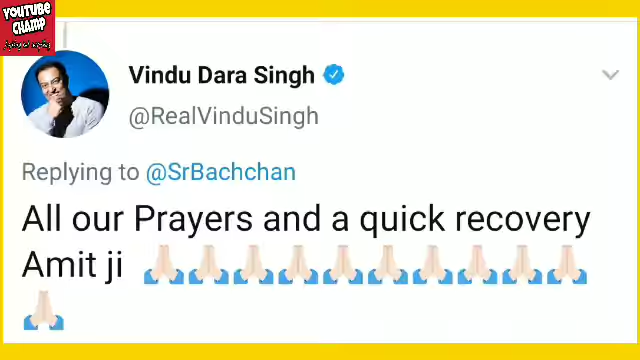 YOUTUBE
CHAMP
Vindu Dara Singh
@RealVinduSingh
Replying to @SrBachchan
All our Prayers and a quick recovery
Amit ji 🙏🏻🙏🏻🙏🏻🙏🏻🙏🏻🙏🏻🙏🏻🙏🏻🙏🏻🙏🏻
🙏🏻